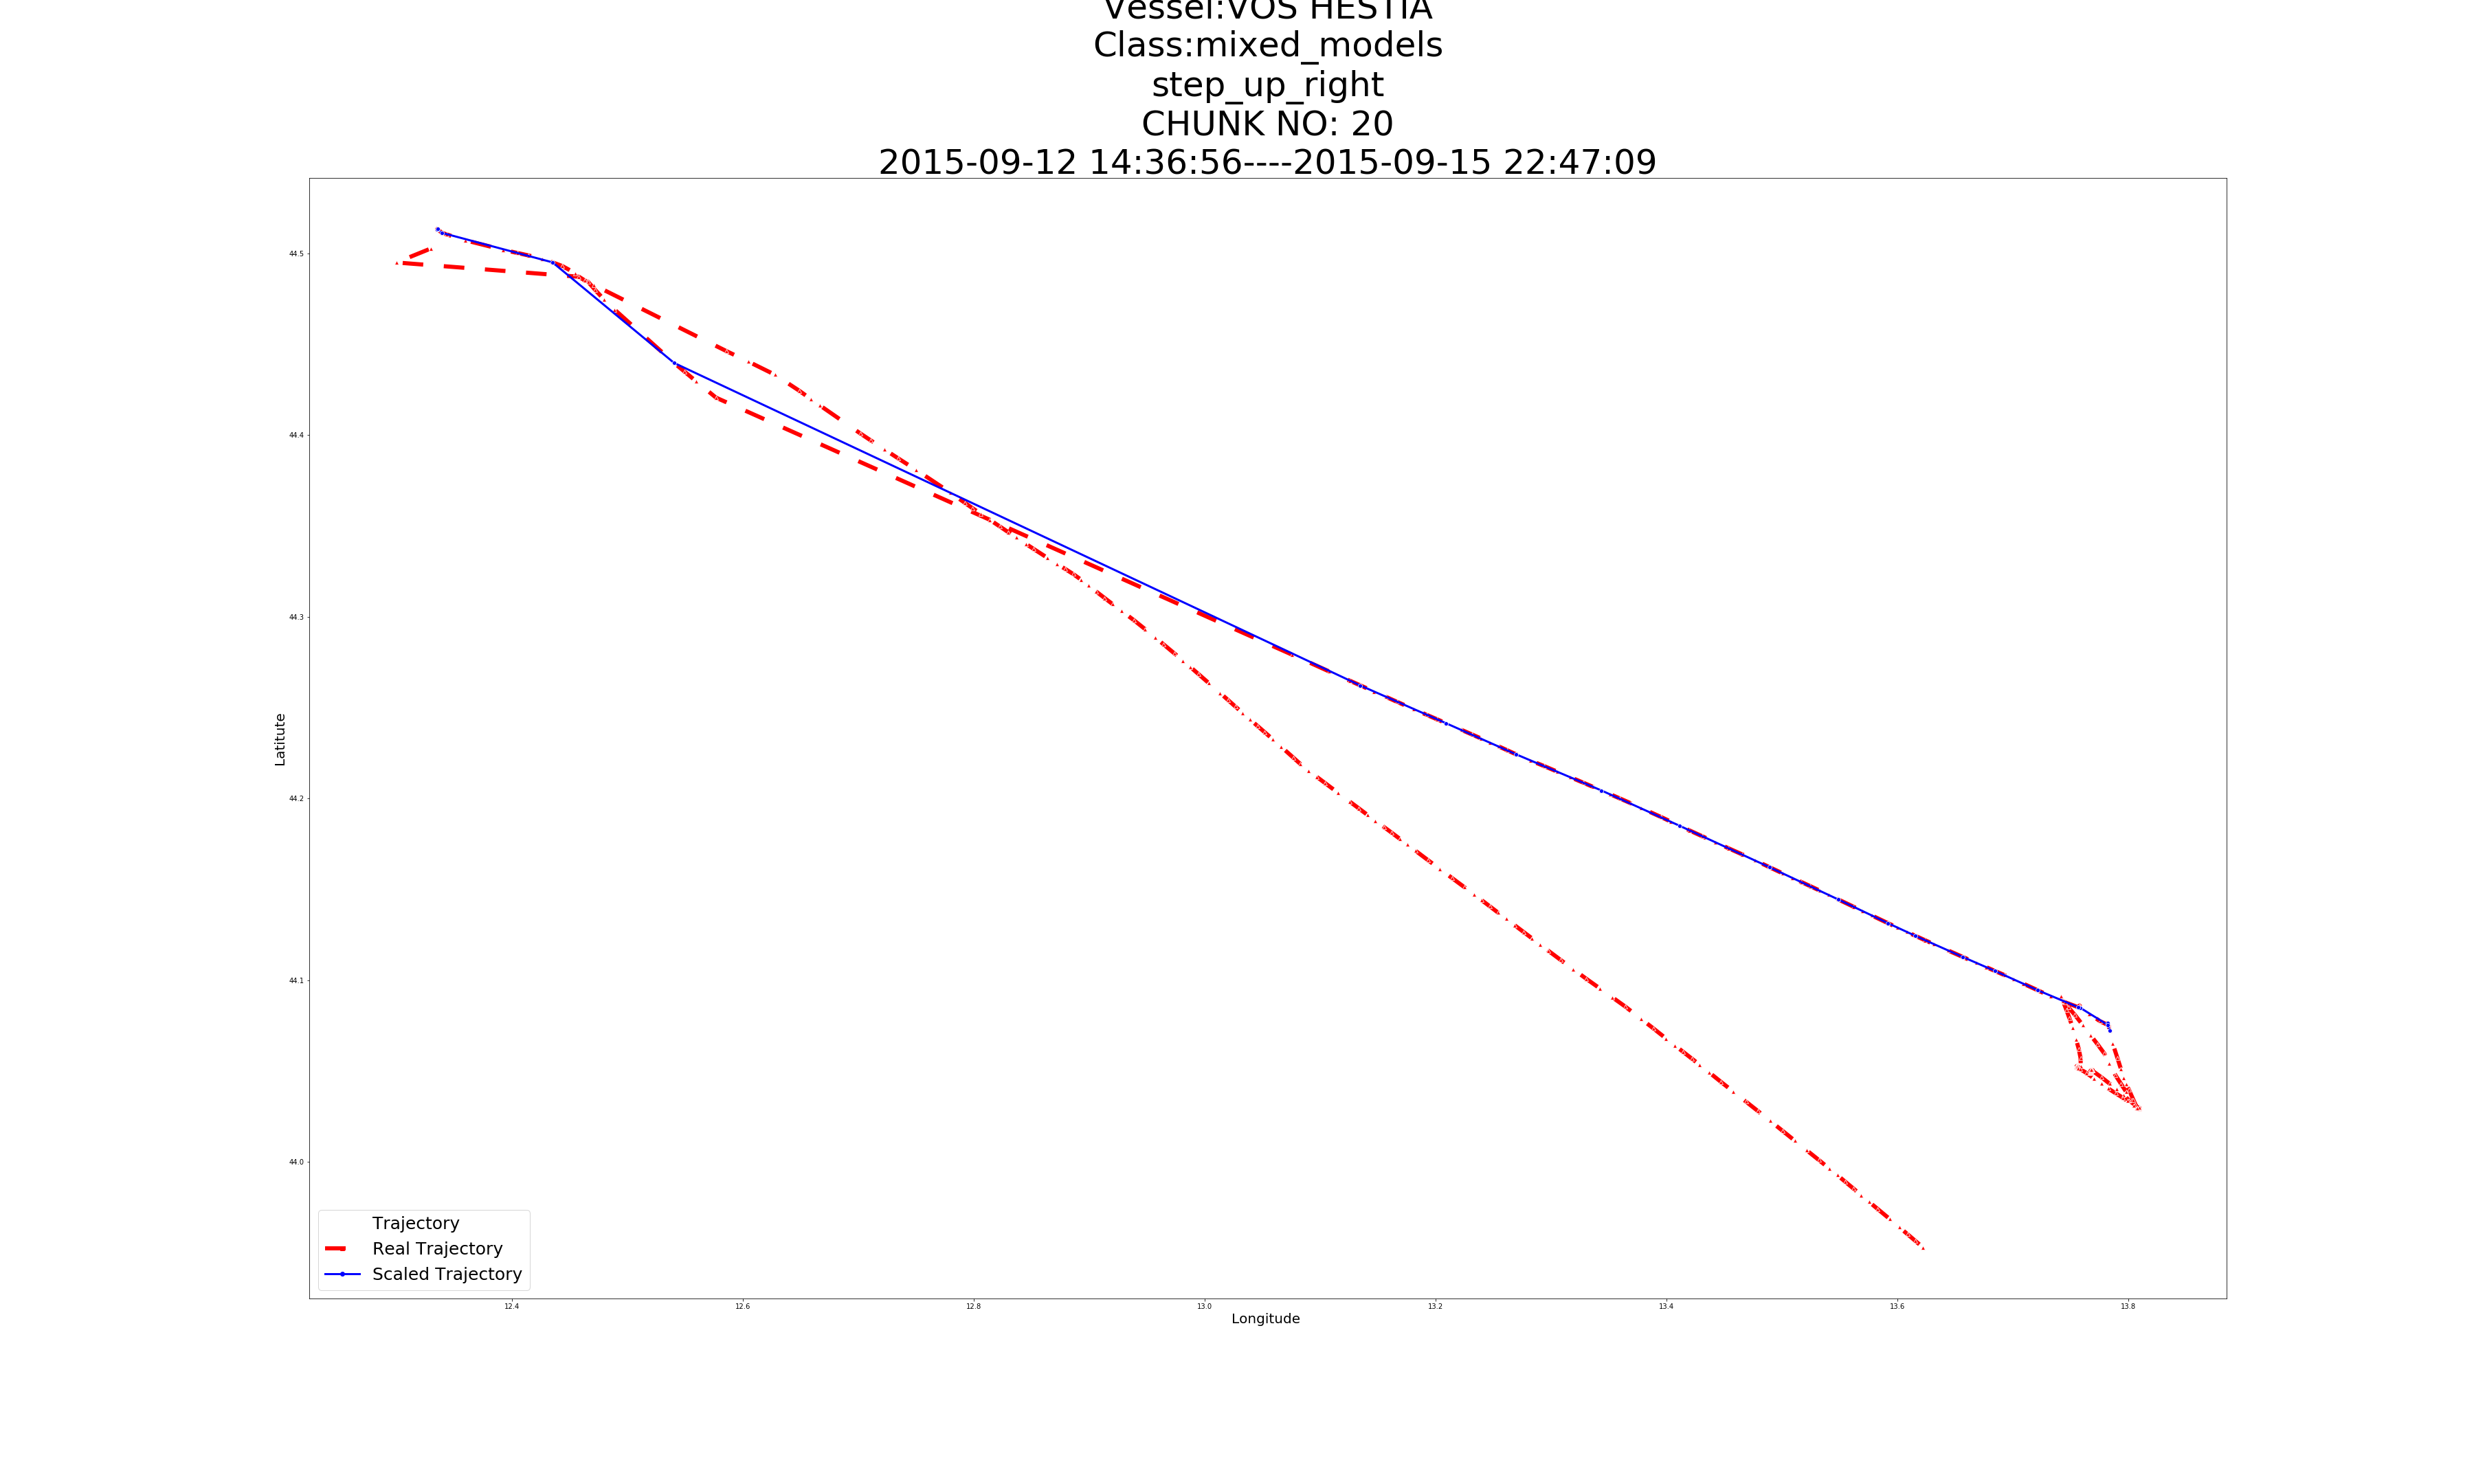 Vessel:VOS HESTIA
Class:mixed_models
step_up_right
CHUNK NO: 20
2015-09-12 14:36:56----2015-09-15 22:47:09
44.5
44.4
44.3
44.2
44.1
44.0
Latitute
Trajectory
Real Trajectory
Scaled Trajectory
12.4 12.6 12.8 13.0 13.2 13.4 13.6 13.8
Longitude